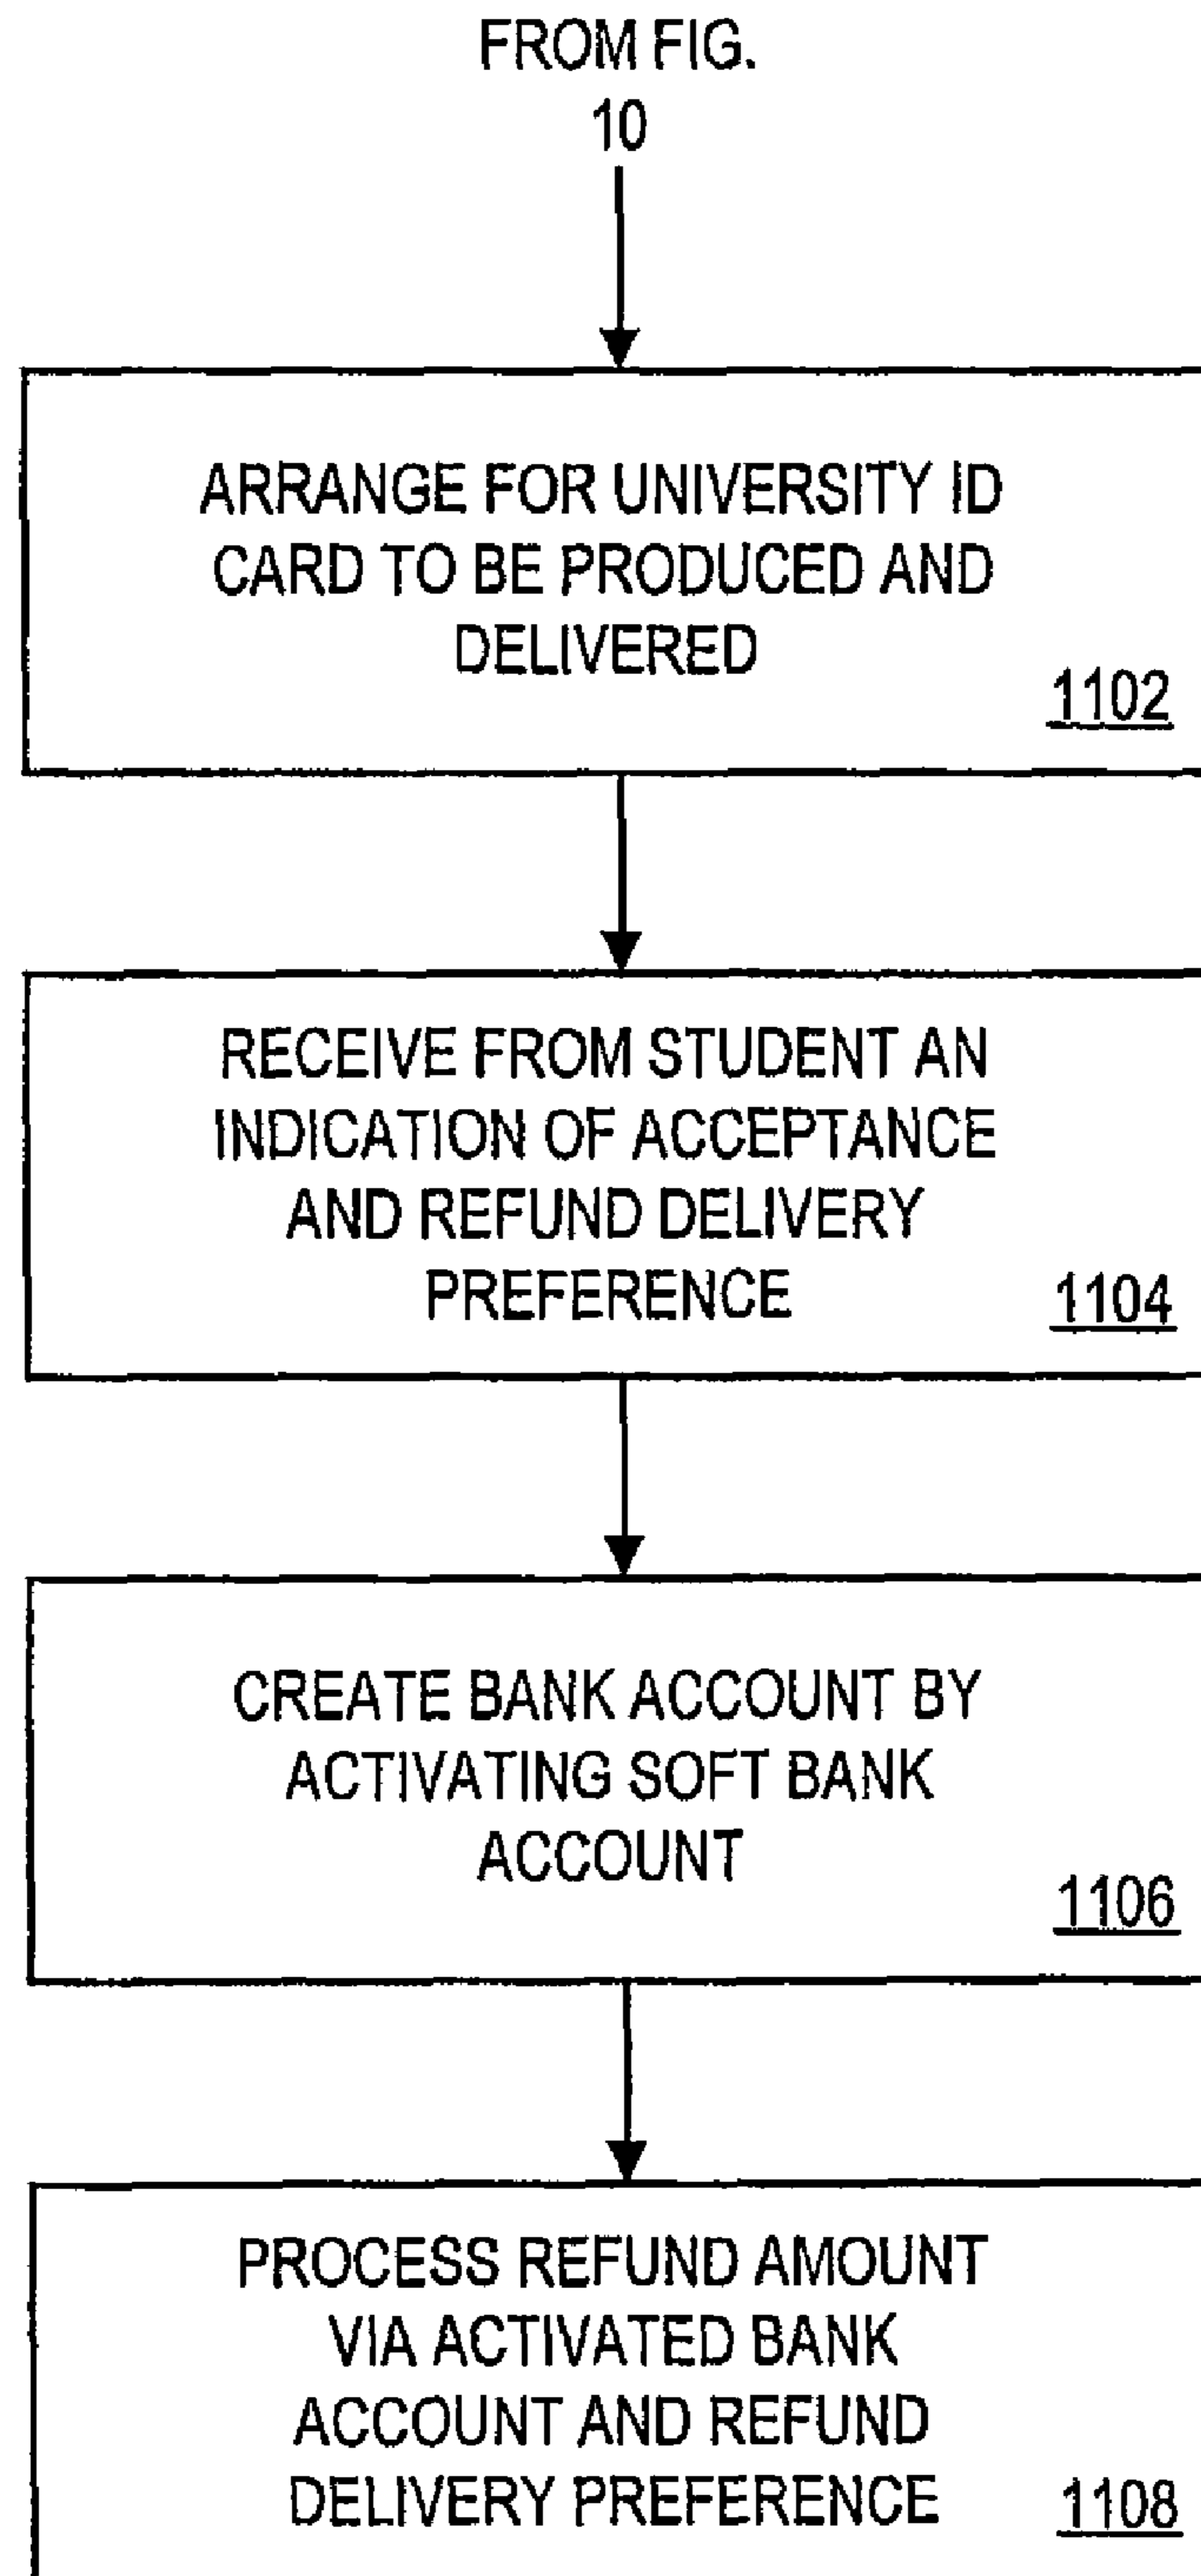 FROM FIG.
10
ARRANGE FOR UNIVERSITY ID
CARD TO BE PRODUCED AND
DELIVERED
1102
RECEIVE FROM STUDENT AN
INDICATION OF ACCEPTANCE
AND REFUND DELIVERY
PREFERENCE
1104
CREATE BANK ACCOUNT BY
ACTIVATING SOFT BANK
ACCOUNT
1106
PROCESS REFUND AMOUNT
VIA ACTIVATED BANK
ACCOUNT AND REFUND
DELIVERY PREFERENCE
1108